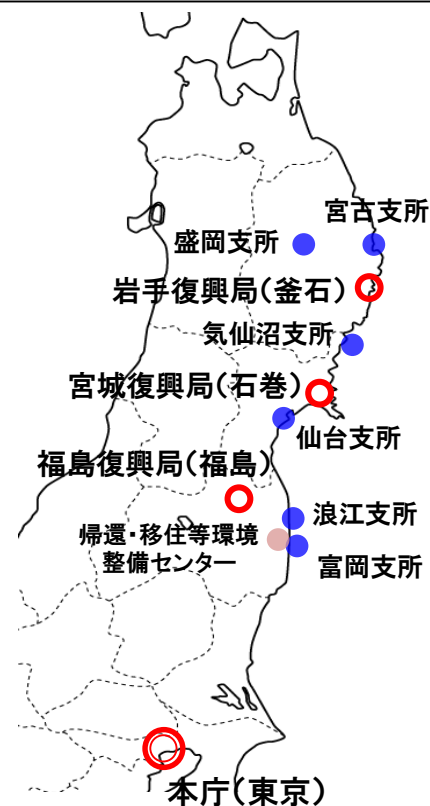 宮古支所
盛岡支所
岩手復興局(釜石)
気仙沼支所
宮城復興局(石巻)
仙台支所
福島復興局(福島)
浪江支所
帰還・移住等環境
整備センター
富岡支所
本庁(東京)